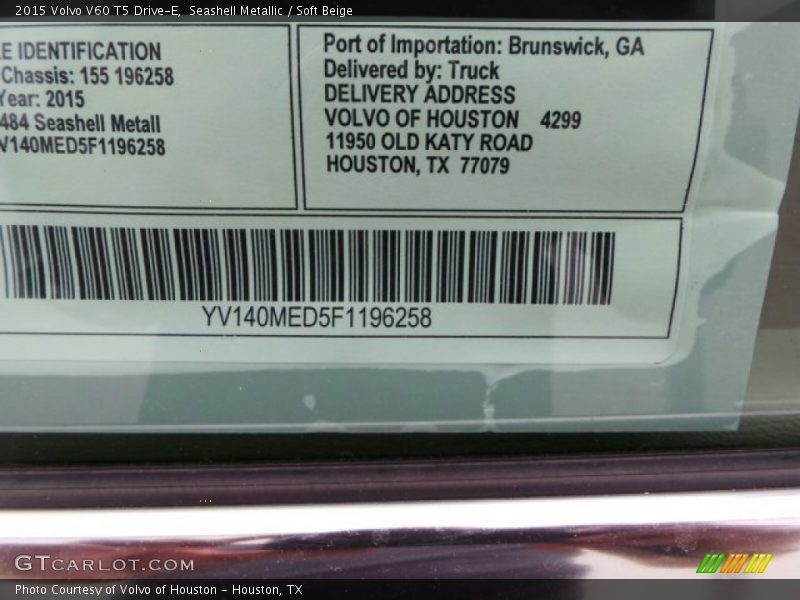 2015 Volvo V60 T5 Drive-E, Seashell Metallic / Soft Beige
LE IDENTIFICATION
Chassis: 155 196258
Year: 2015
484 Seashell Metall
V140MED5F1196258
Port of Importation: Brunswick, GA
Delivered by: Truck
DELIVERY ADDRESS
VOLVO OF HOUSTON 4299
11950 OLD KATY ROAD
HOUSTON, TX 77079
YV140MED5F1196258
GTCARLOT.COM
Photo Courtesy of Volvo of Houston - Houston, TX